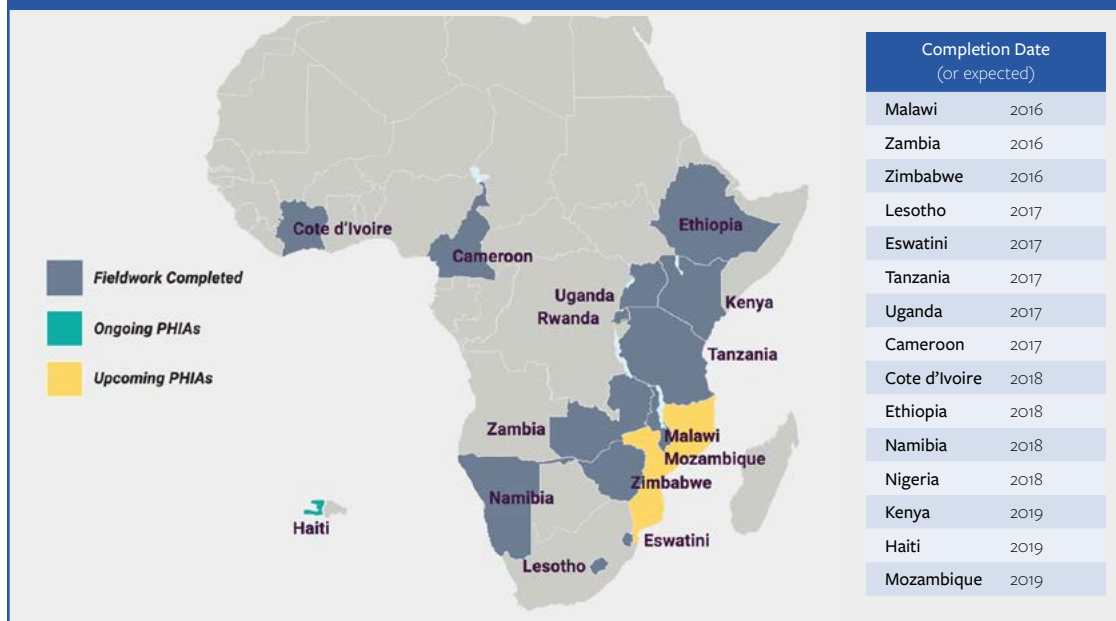 Cote d'Ivoire
Cameroon
Ethiopia
Uganda
Rwanda
Kenya
Tanzania
Zambia
Malawi
Mozambique
Zimbabwe
Namibia
Eswatini
Lesotho
Haiti
Fieldwork Completed
Ongoing PHIAs
Upcoming PHIAs
Completion Date
(or expected)
Malawi 2016
Zambia 2016
Zimbabwe 2016
Lesotho 2017
Eswatini 2017
Tanzania 2017
Uganda 2017
Cameroon 2017
Cote d'Ivoire 2018
Ethiopia 2018
Namibia 2018
Nigeria 2018
Kenya 2019
Haiti 2019
Mozambique 2019